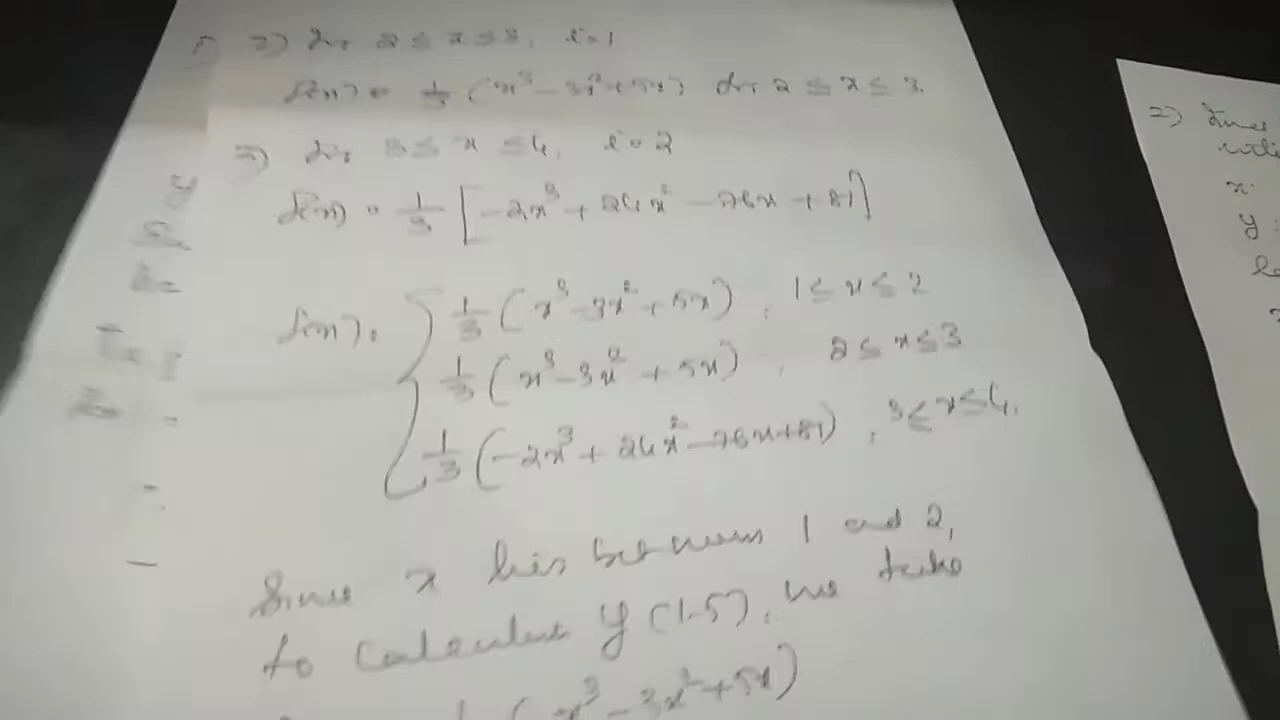 2) for 2 ≤ x ≤ 3, i=1
f(x) = 1/3 (x³ - 3x² + 5x) for 2 ≤ x ≤ 3.
3) for 3 ≤ x ≤ 4, i=2
f(x) = 1/3 [-2x³ + 24x² - 76x + 81]
f(x) = { 1/3 (x³ - 3x² + 5x), 1 ≤ x ≤ 2
1/3 (x³ - 3x² + 5x), 2 ≤ x ≤ 3
1/3 (-2x³ + 24x² - 76x + 81), 3 ≤ x ≤ 4.
Since x lies between 1 and 2,
to calculate y(1.5), we take
(x³ - 3x² + 5x)
2) Since
x
y